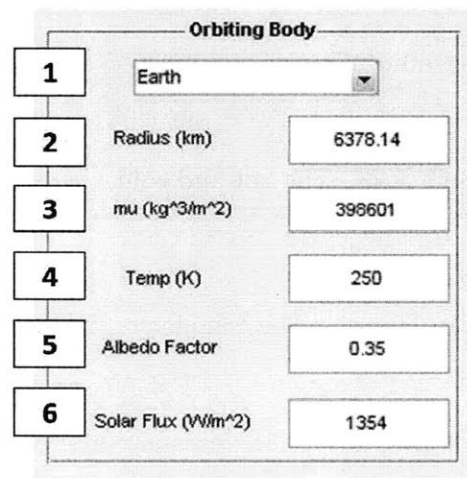 Orbiting Body
1 Earth
2 Radius (km) 6378.14
3 mu (kg^3/m^2) 398601
4 Temp (K) 250
5 Albedo Factor 0.35
6 Solar Flux (W/m^2) 1354